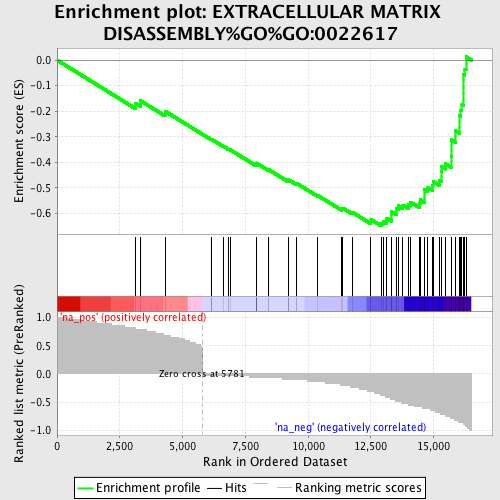 Enrichment plot: EXTRACELLULAR MATRIX
DISASSEMBLY%GO%GO:0022617
Enrichment score (ES)
0.0
-0.1
-0.2
-0.3
-0.4
-0.5
-0.6
Ranked list metric (PreRanked)
1.0
0.5
0.0
-0.5
-1.0
'na_pos' (positively correlated)
Zero cross at 5781
'na_neg' (negatively correlated)
0
2,500
5,000
7,500
10,000
12,500
15,000
Rank in Ordered Dataset
Enrichment profile
Hits
Ranking metric scores